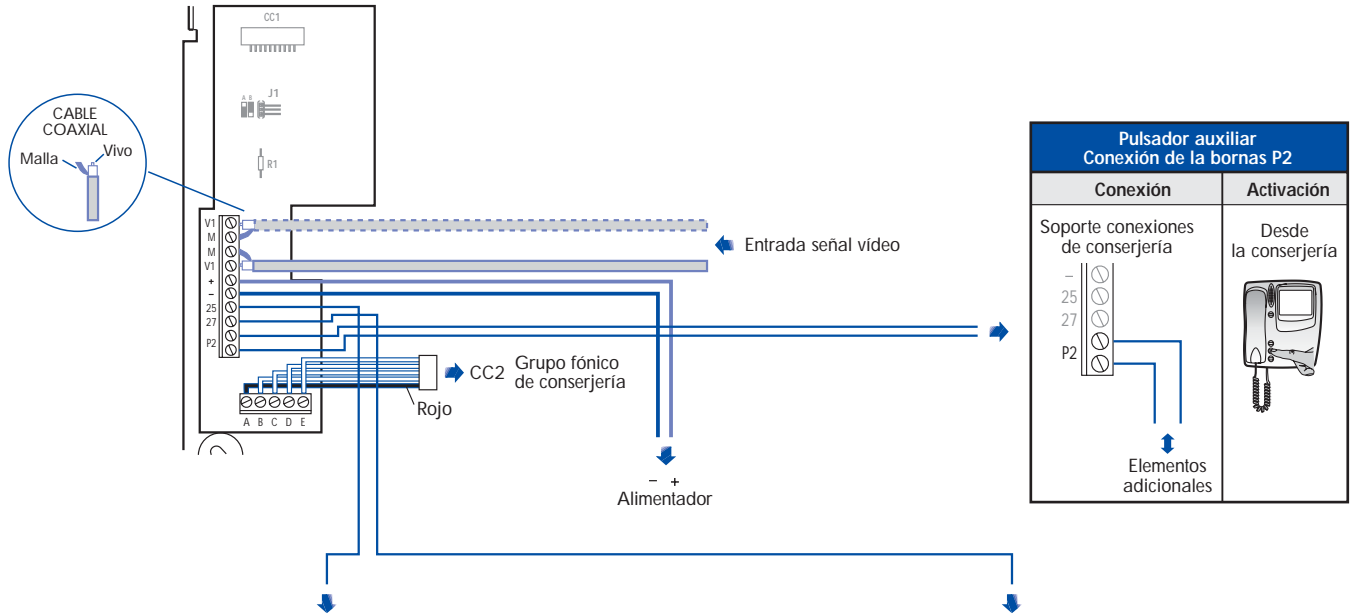 CC1
A B
J1
R1
CABLE
COAXIAL
Malla
Vivo
V1
M
M
V1
+
–
25
27
P2
Entrada señal vídeo
CC2
Grupo fónico
de conserjería
Rojo
A B C D E
– +
Alimentador
Pulsador auxiliar
Conexión de la bornas P2
Conexión
Activación
Soporte conexiones
de conserjería
–
25
27
P2
Elementos
adicionales
Desde
la conserjería